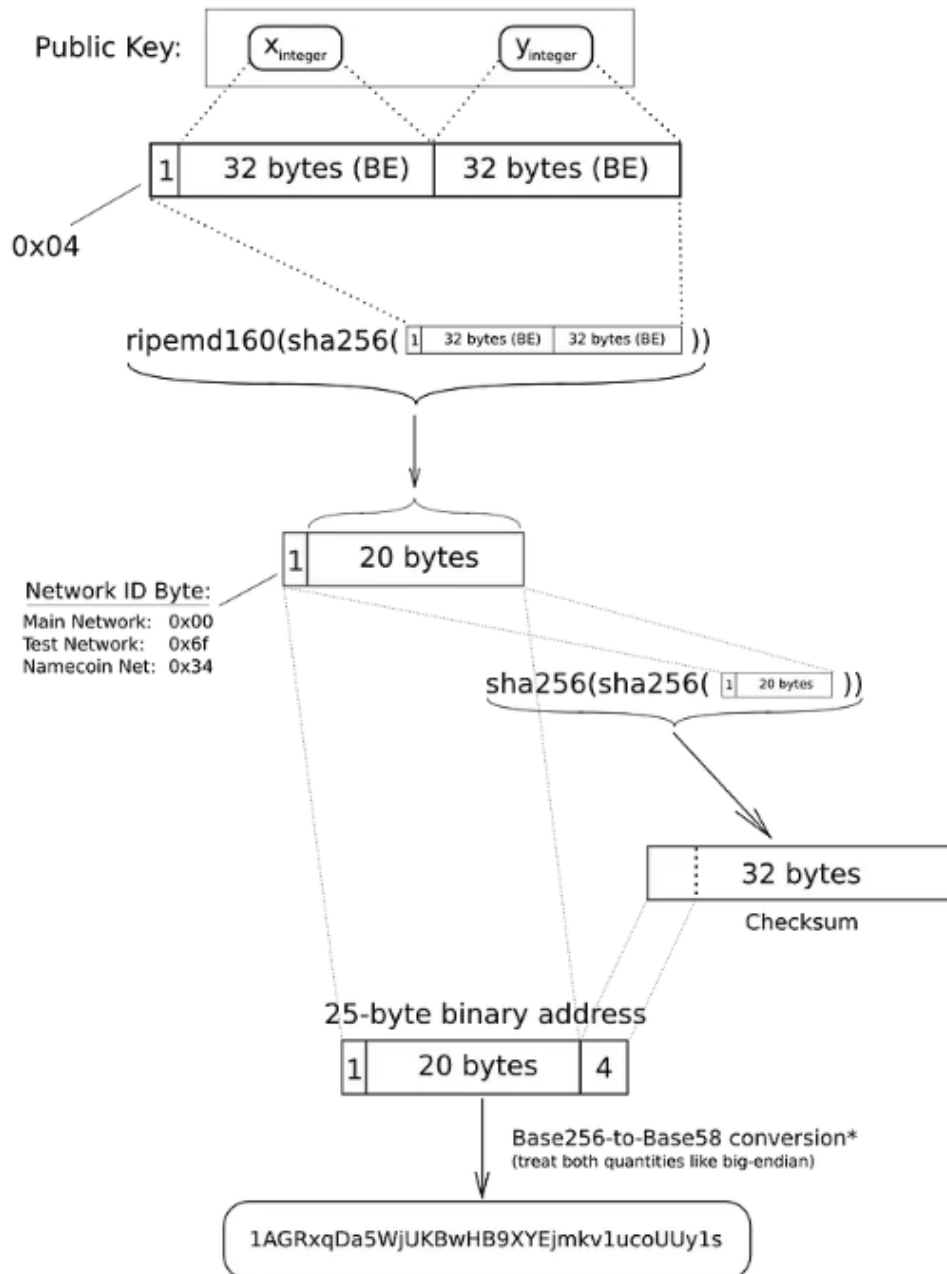 Public Key:
x integer
y integer
1
32 bytes (BE)
32 bytes (BE)
0x04
ripemd160(sha256(
1
32 bytes (BE)
32 bytes (BE)
))
1
20 bytes
Network ID Byte:
Main Network: 0x00
Test Network: 0x6f
Namecoin Net: 0x34
sha256(sha256(
1
20 bytes
))
32 bytes
Checksum
25-byte binary address
1
20 bytes
4
Base256-to-Base58 conversion*
(treat both quantities like big-endian)
1AGRxqDa5WjUKBwHB9XYEjmkv1ucoUUy1s